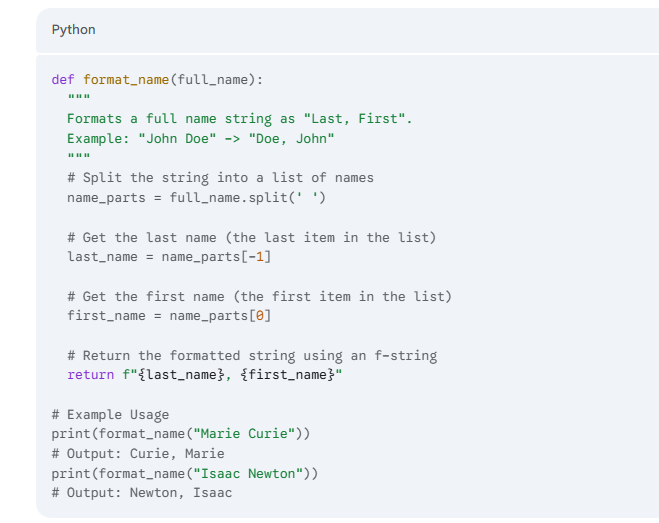 Python
def format_name(full_name):
  """
  Formats a full name string as "Last, First".
  Example: "John Doe" -> "Doe, John"
  """
  # Split the string into a list of names
  name_parts = full_name.split(' ')
  # Get the last name (the last item in the list)
  last_name = name_parts[-1]
  # Get the first name (the first item in the list)
  first_name = name_parts[0]
  # Return the formatted string using an f-string
  return f"{last_name}, {first_name}"
# Example Usage
print(format_name("Marie Curie"))
# Output: Curie, Marie
print(format_name("Isaac Newton"))
# Output: Newton, Isaac